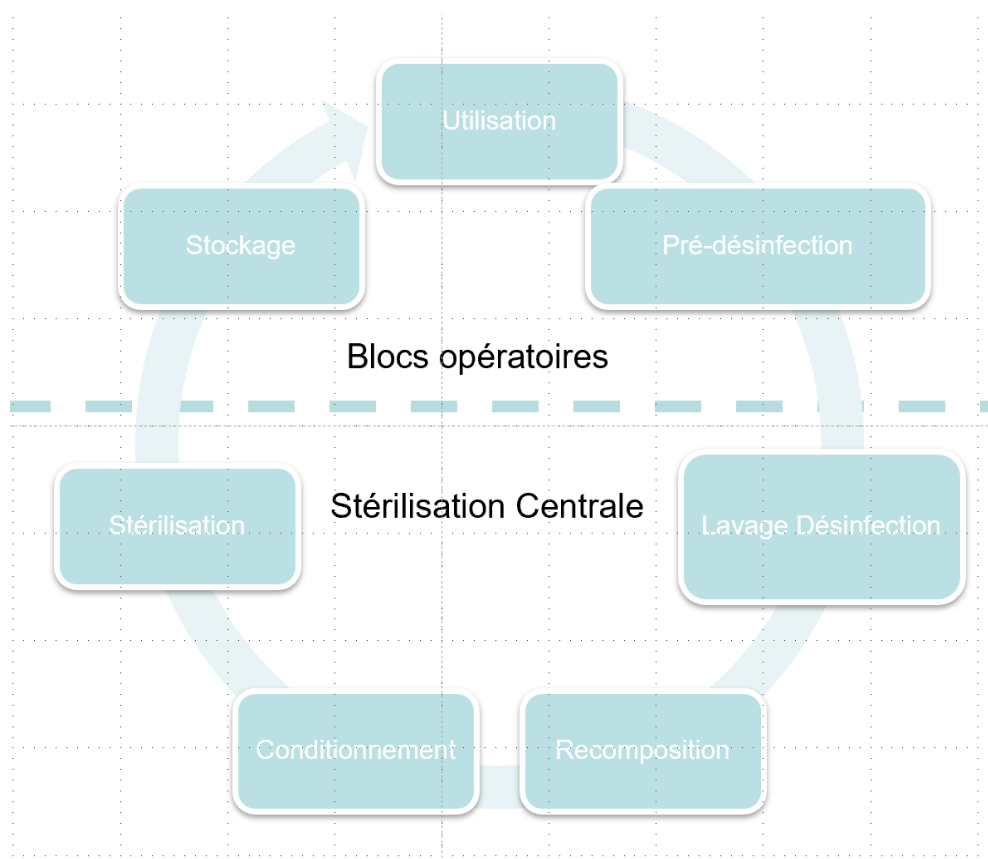 Utilisation
Stockage
Pré-désinfection
Blocs opératoires
Stérilisation Centrale
Stérilisation
Lavage Désinfection
Conditionnement
Recomposition